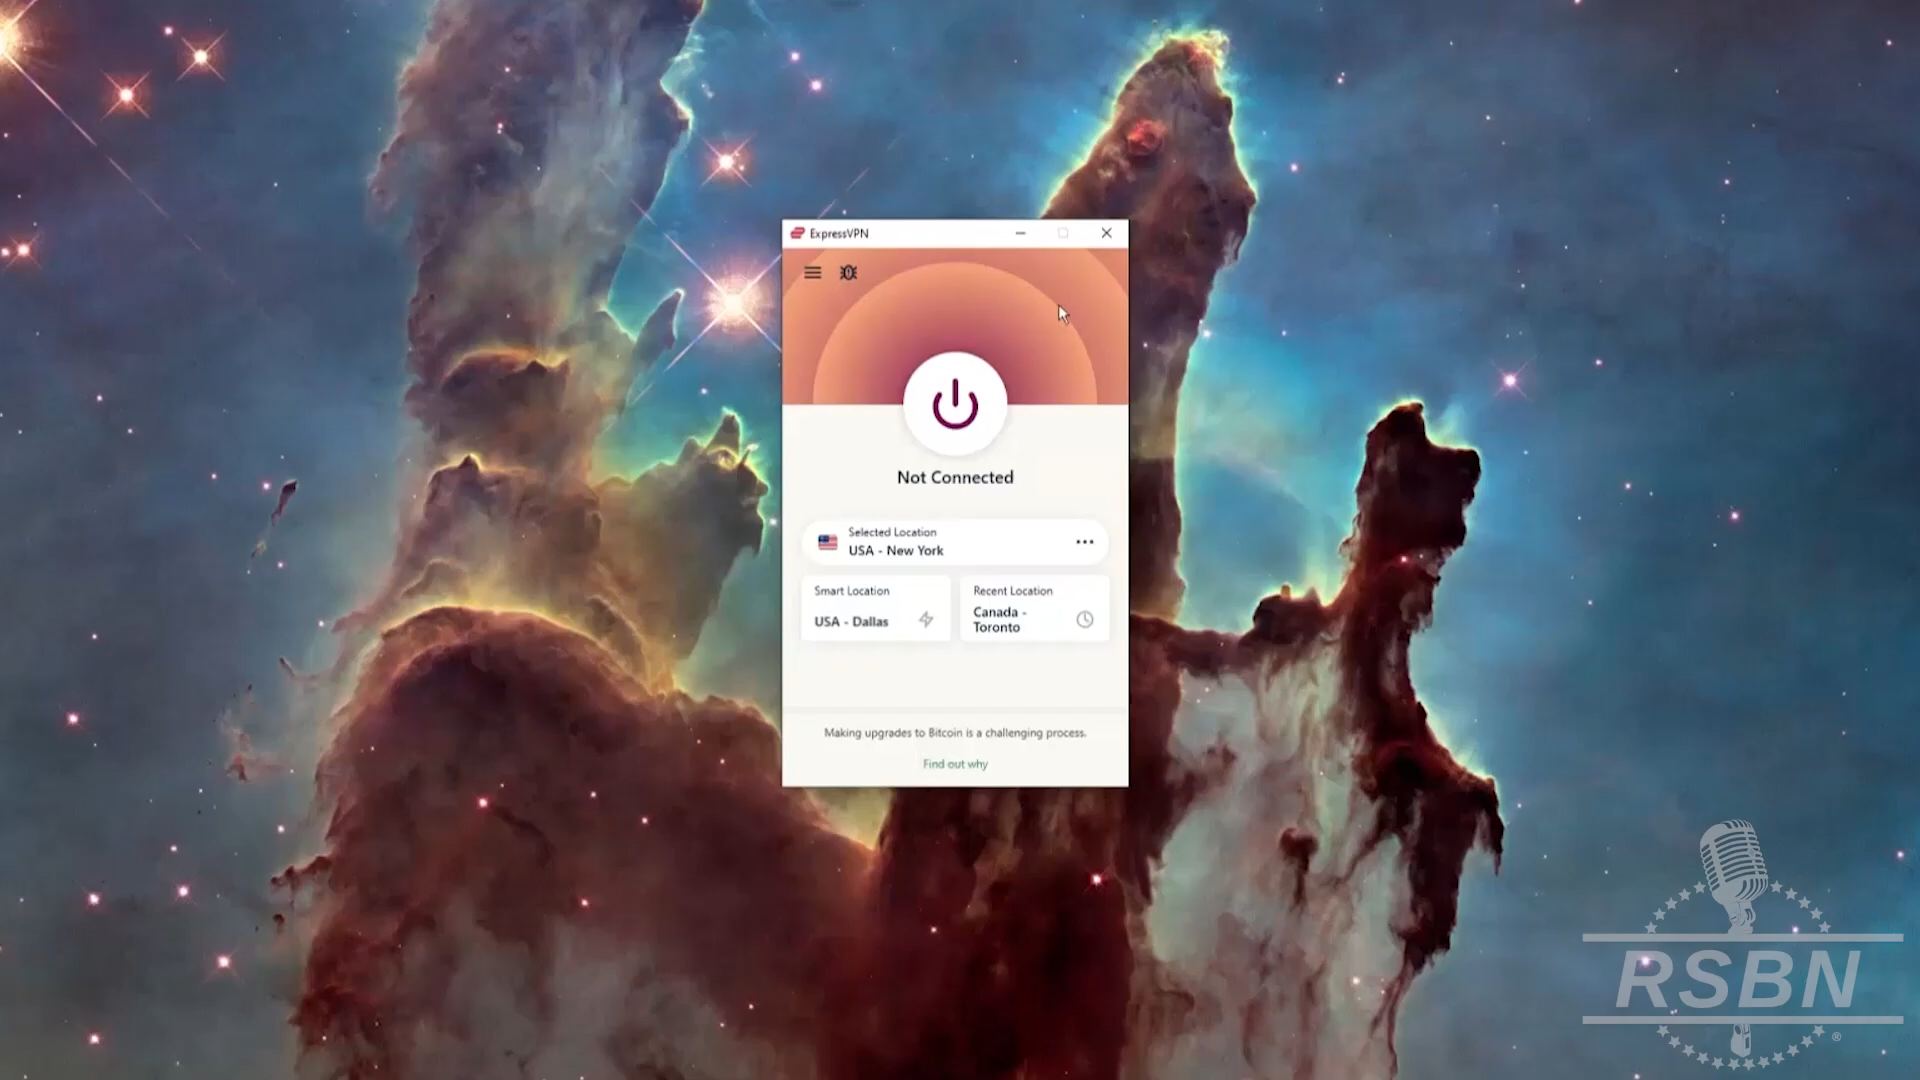 ExpressVPN
Not Connected
Selected Location
USA - New York
Smart Location
USA - Dallas
Recent Location
Canada -
Toronto
Making upgrades to Bitcoin is a challenging process.
Find out why
RSBN
®